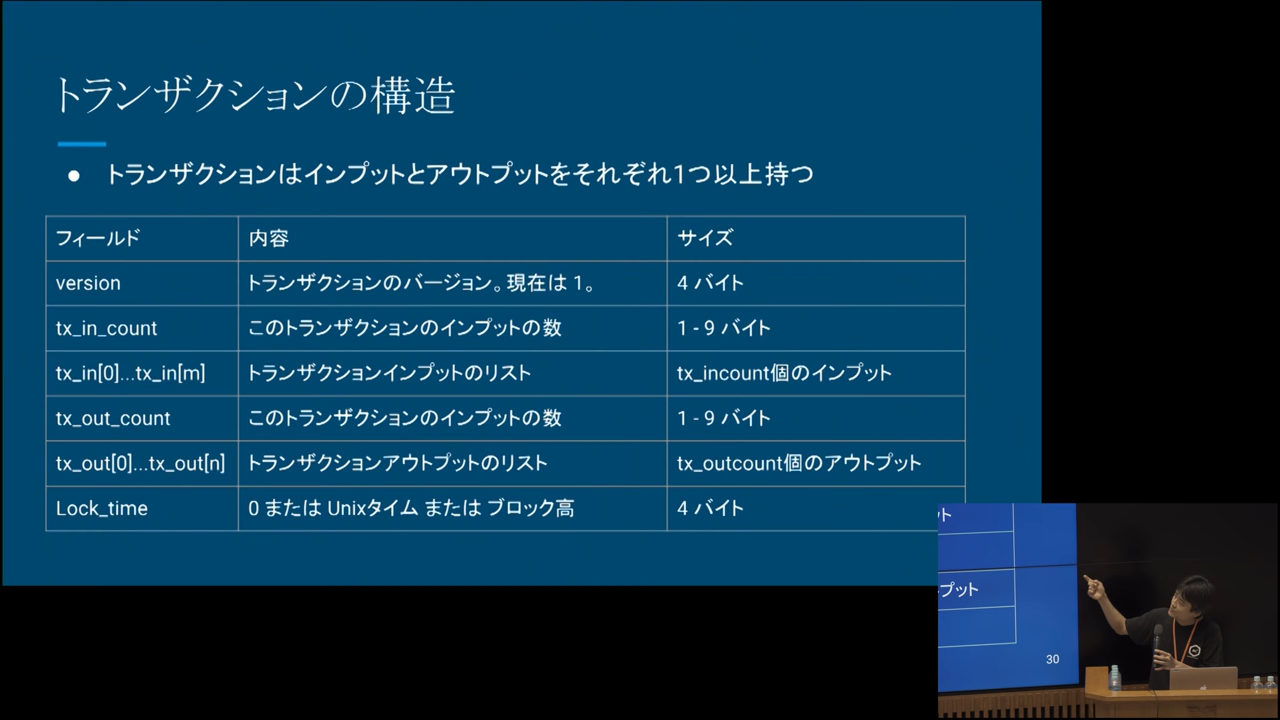 トランザクションの構造
● トランザクションはインプットとアウトプットをそれぞれ1つ以上持つ
フィールド 内容 サイズ
version トランザクションのバージョン。現在は 1。 4 バイト
tx_in_count このトランザクションのインプットの数 1 - 9 バイト
tx_in[0]...tx_in[m] トランザクションインプットのリスト tx_incount個のインプット
tx_out_count このトランザクションのインプットの数 1 - 9 バイト
tx_out[0]...tx_out[n] トランザクションアウトプットのリスト tx_outcount個のアウトプット
Lock_time 0 または Unixタイム または ブロック高 4 バイト
ト
プット
30